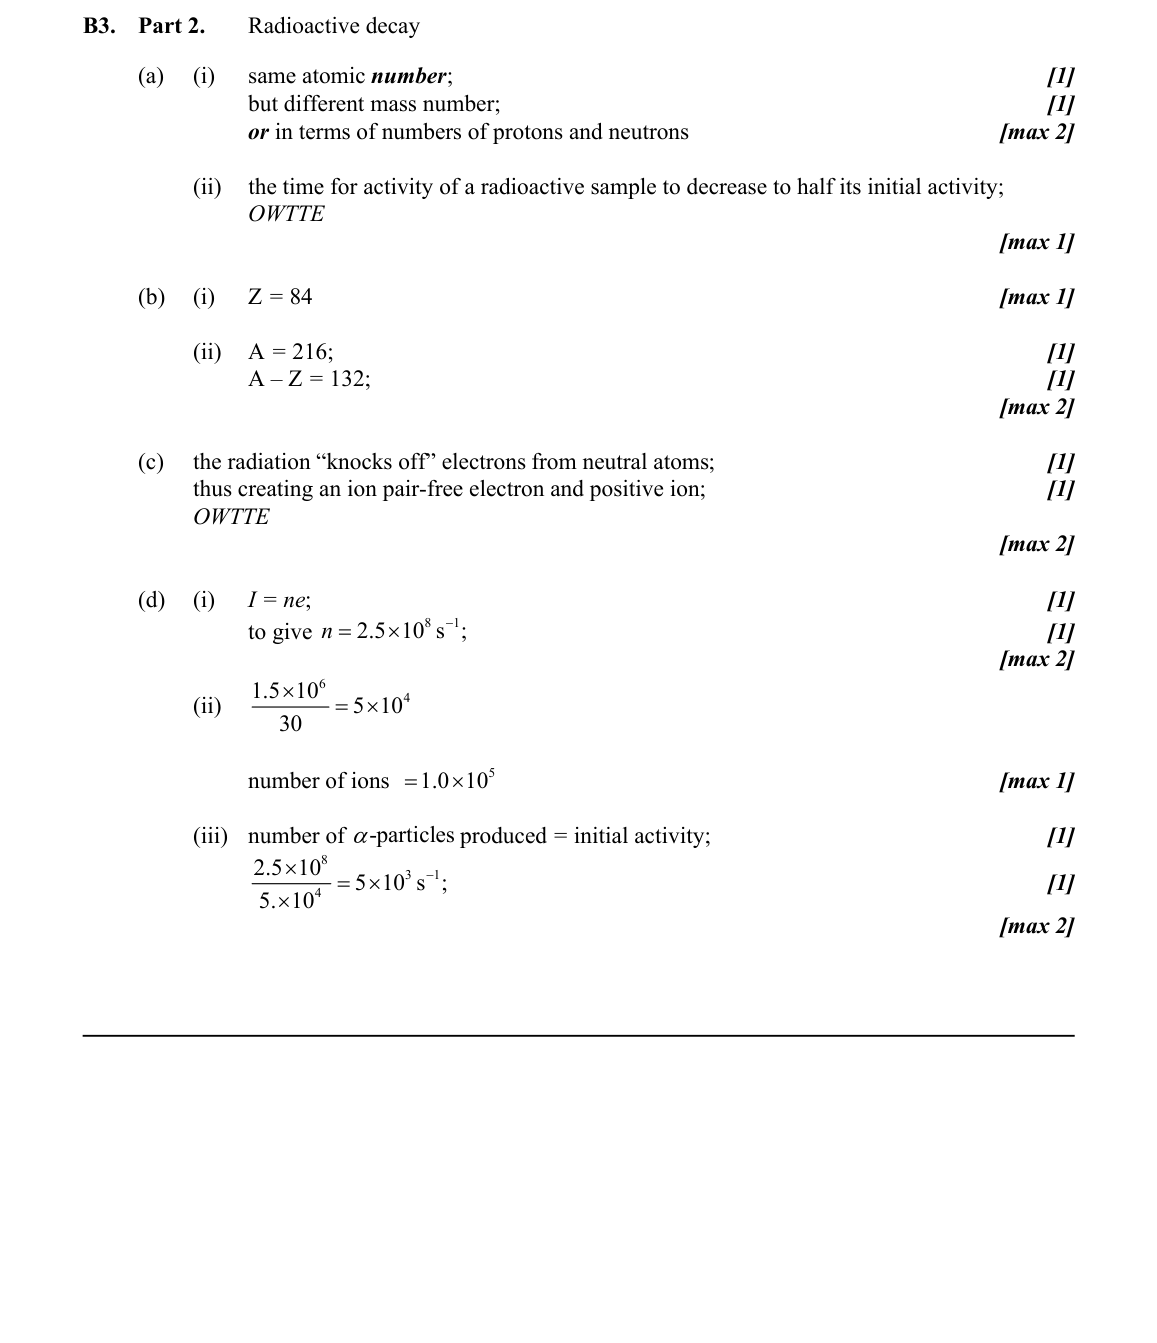 B3. Part 2. Radioactive decay
(a) (i) same atomic number; [1]
but different mass number; [1]
or in terms of numbers of protons and neutrons [max 2]
(ii) the time for activity of a radioactive sample to decrease to half its initial activity;
OWTTE
[max 1]
(b) (i) Z = 84 [max 1]
(ii) A = 216; [1]
A – Z = 132; [1]
[max 2]
(c) the radiation “knocks off” electrons from neutral atoms; [1]
thus creating an ion pair-free electron and positive ion; [1]
OWTTE
[max 2]
(d) (i) I = ne; [1]
to give n = 2.5×10⁸ s⁻¹; [1]
[max 2]
(ii) 1.5×10⁶ / 30 = 5×10⁴
number of ions = 1.0×10⁵ [max 1]
(iii) number of α-particles produced = initial activity; [1]
2.5×10⁸ / 5.×10⁴ = 5×10³ s⁻¹; [1]
[max 2]